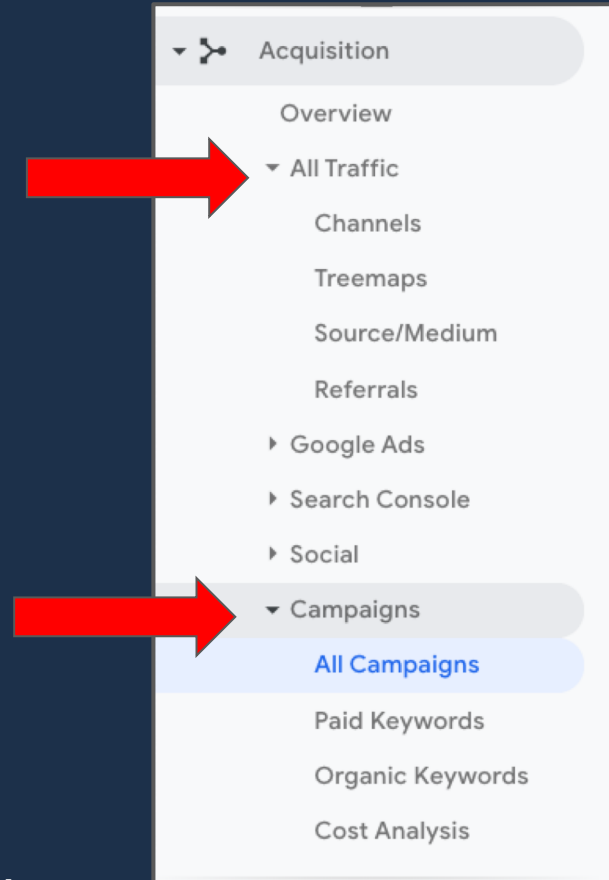 Acquisition
Overview
All Traffic
Channels
Treemaps
Source/Medium
Referrals
Google Ads
Search Console
Social
Campaigns
All Campaigns
Paid Keywords
Organic Keywords
Cost Analysis